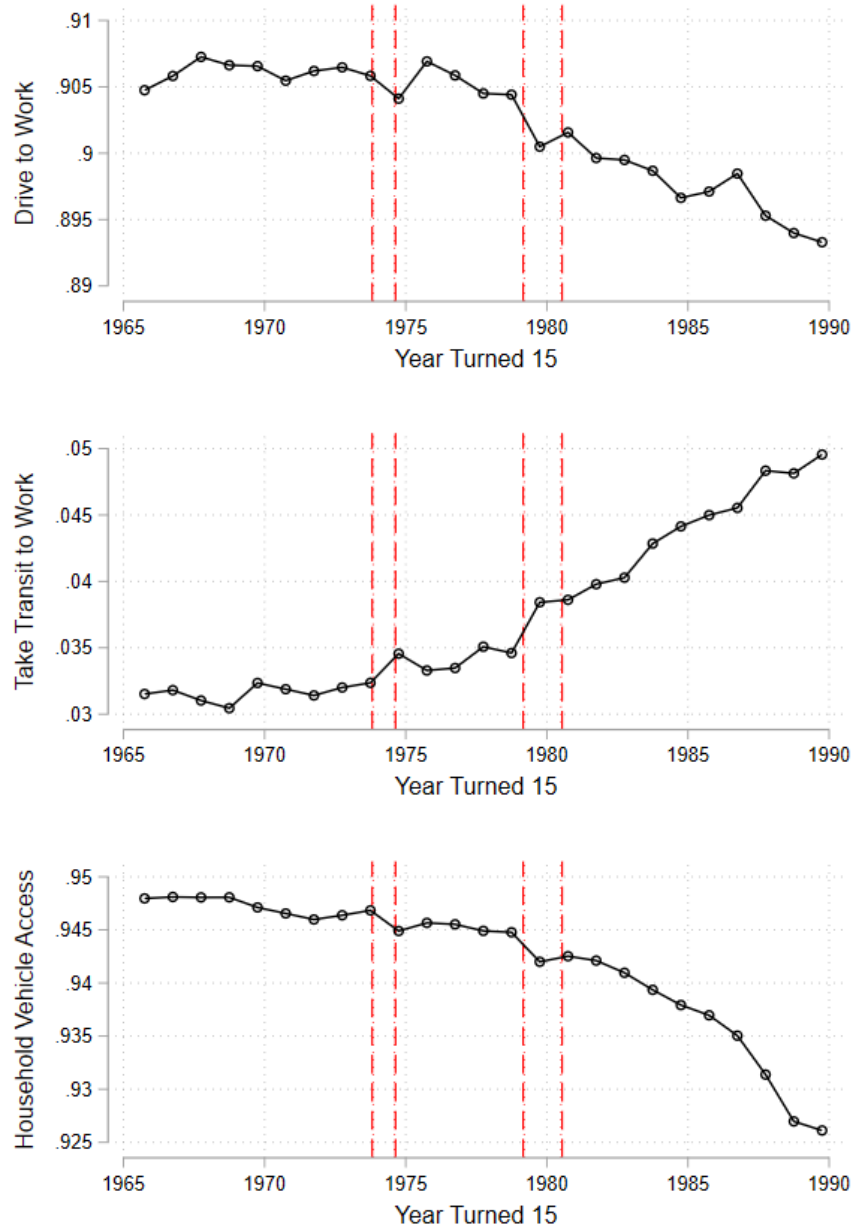 Drive to Work
.91
.905
.9
.895
.89
1965 1970 1975 1980 1985 1990
Year Turned 15
Take Transit to Work
.05
.045
.04
.035
.03
1965 1970 1975 1980 1985 1990
Year Turned 15
Household Vehicle Access
.95
.945
.94
.935
.93
.925
1965 1970 1975 1980 1985 1990
Year Turned 15